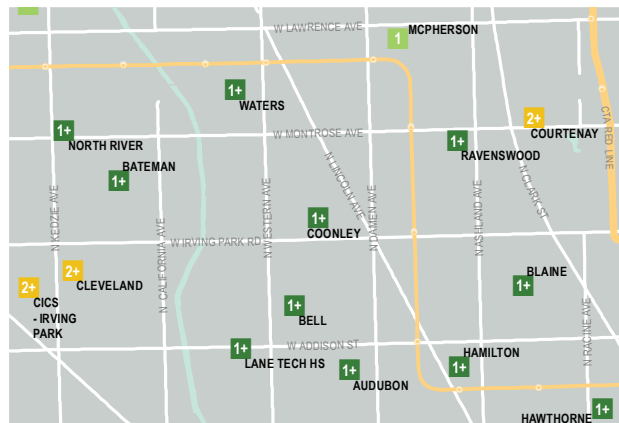 W LAWRENCE AVE
1
MCPHERSON
1+
WATERS
2+
COURTENAY
CTA RED LINE
1+
NORTH RIVER
W MONTROSE AVE
1+
RAVENSWOOD
1+
BATEMAN
N LINCOLN AVE
N CLARK ST
N KEDZIE AVE
N CALIFORNIA AVE
N WESTERN AVE
N DAMEN AVE
N ASHLAND AVE
1+
COONLEY
W IRVING PARK RD
2+
CLEVELAND
2+
CICS
- IRVING
PARK
1+
BLAINE
1+
BELL
N RACINE AVE
W ADDISON ST
1+
LANE TECH HS
1+
AUDUBON
1+
HAMILTON
1+
HAWTHORNE